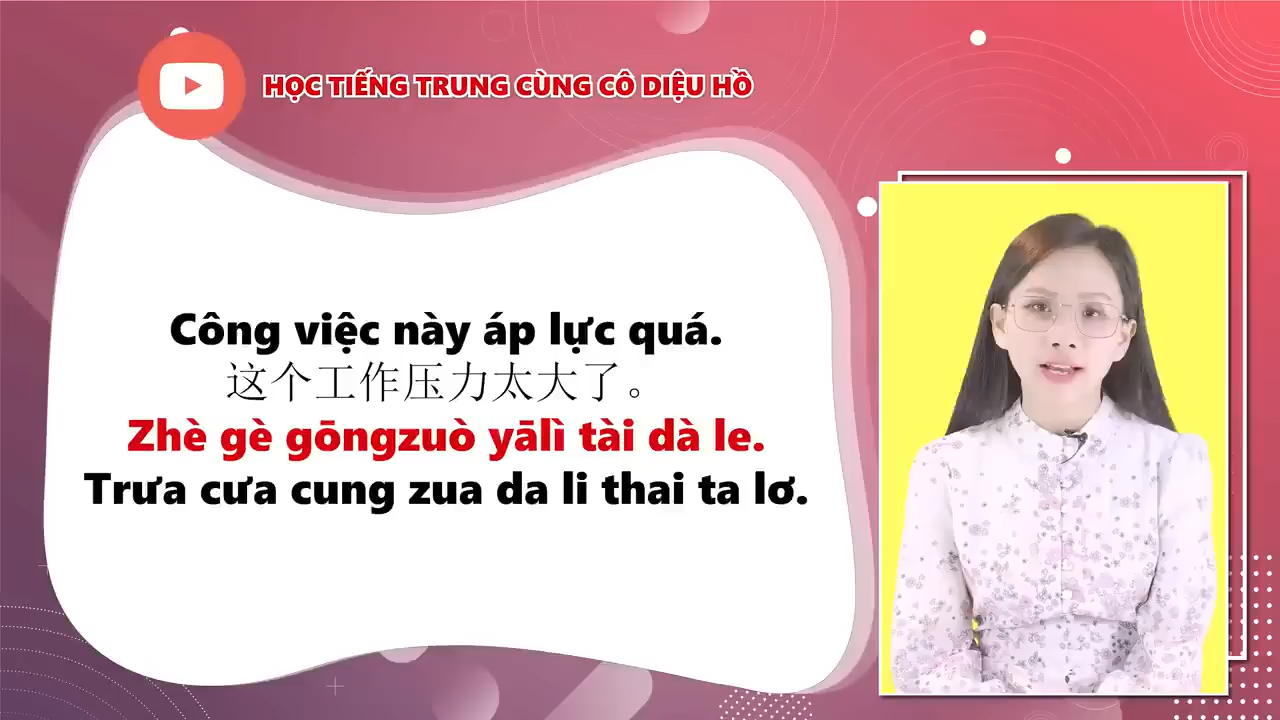 HỌC TIẾNG TRUNG CÙNG CÔ DIỆU HỒ
Công việc này áp lực quá.
这个工作压力太大了。
Zhè gè gōngzuò yālì tài dà le.
Trưa cưa cung zua da li thai ta lơ.